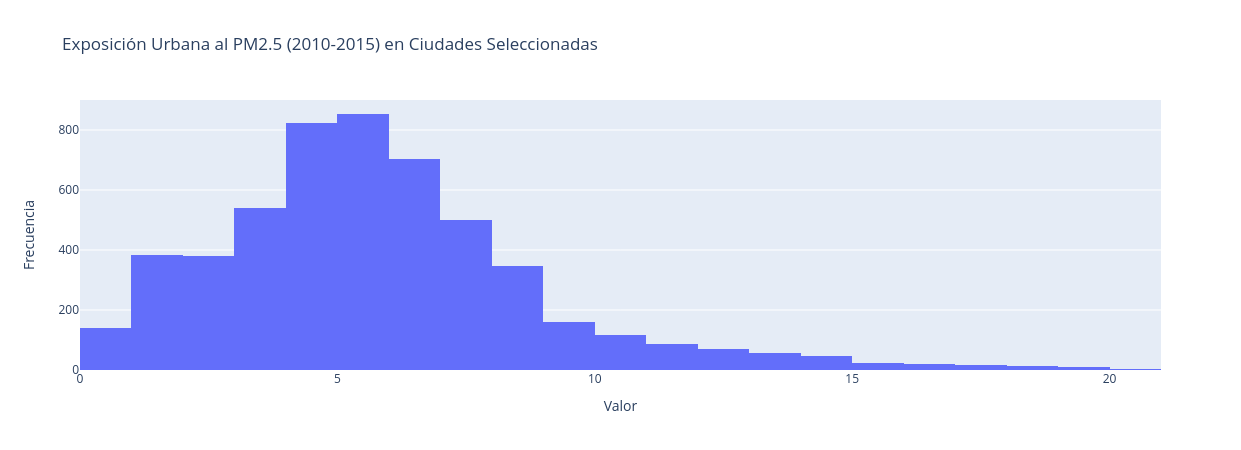 Exposición Urbana al PM2.5 (2010-2015) en Ciudades Seleccionadas
Frecuencia
800
600
400
200
0
0 5 10 15 20
Valor